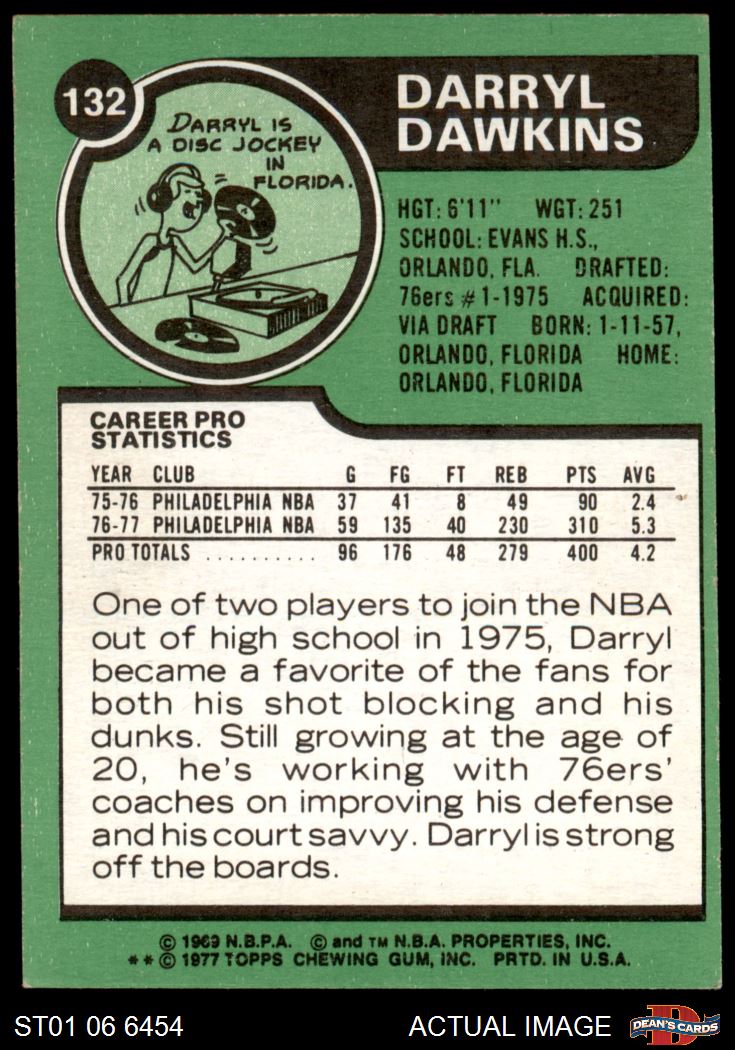 132
DARRYL IS
A DISC JOCKEY
IN
FLORIDA.
DARRYL
DAWKINS
HGT: 6'11" WGT: 251
SCHOOL: EVANS H.S.,
ORLANDO, FLA. DRAFTED:
76ers #1-1975 ACQUIRED:
VIA DRAFT BORN: 1-11-57,
ORLANDO, FLORIDA HOME:
ORLANDO, FLORIDA
CAREER PRO
STATISTICS
YEAR CLUB G FG FT REB PTS AVG
75-76 PHILADELPHIA NBA 37 41 8 49 90 2.4
76-77 PHILADELPHIA NBA 59 135 40 230 310 5.3
PRO TOTALS .......... 96 176 48 279 400 4.2
One of two players to join the NBA
out of high school in 1975, Darryl
became a favorite of the fans for
both his shot blocking and his
dunks. Still growing at the age of
20, he's working with 76ers'
coaches on improving his defense
and his court savvy. Darryl is strong
off the boards.
© 1969 N.B.P.A. © and TM N.B.A. PROPERTIES, INC.
** © 1977 TOPPS CHEWING GUM, INC. PRTD. IN U.S.A.
ST01 06 6454 ACTUAL IMAGE D DEAN'S CARDS